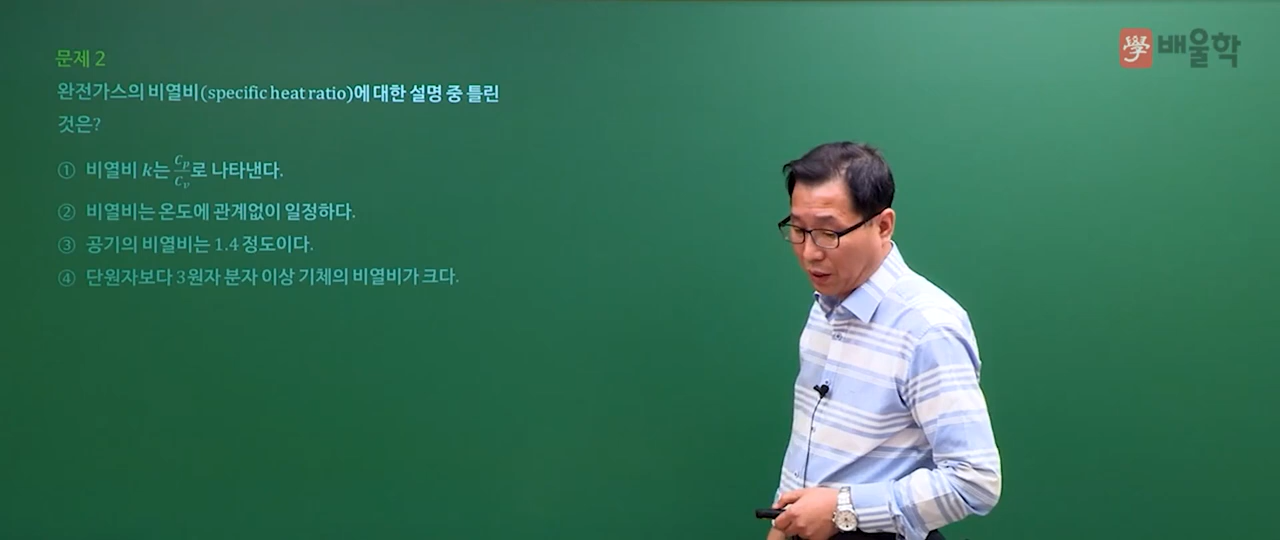 學 배울학
문제 2
완전가스의 비열비(specific heat ratio)에 대한 설명 중 틀린
것은?
① 비열비 k는 C_p/C_v로 나타낸다.
② 비열비는 온도에 관계없이 일정하다.
③ 공기의 비열비는 1.4 정도이다.
④ 단원자보다 3원자 분자 이상 기체의 비열비가 크다.